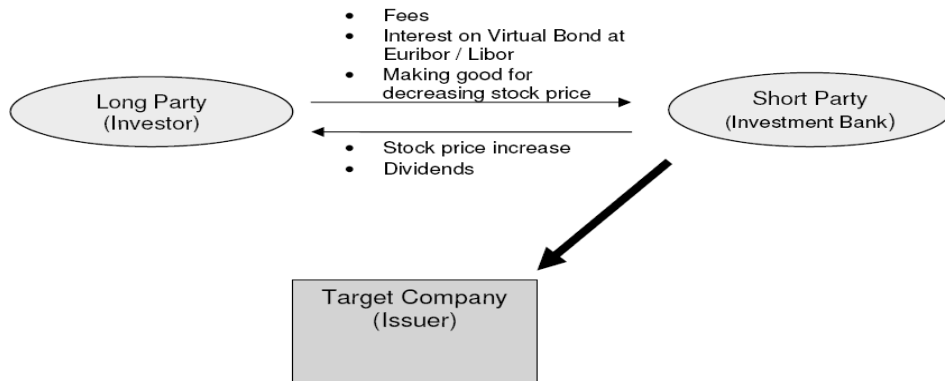 • Fees
• Interest on Virtual Bond at
Euribor / Libor
• Making good for
decreasing stock price
Long Party
(Investor)
Short Party
(Investment Bank)
• Stock price increase
• Dividends
Target Company
(Issuer)